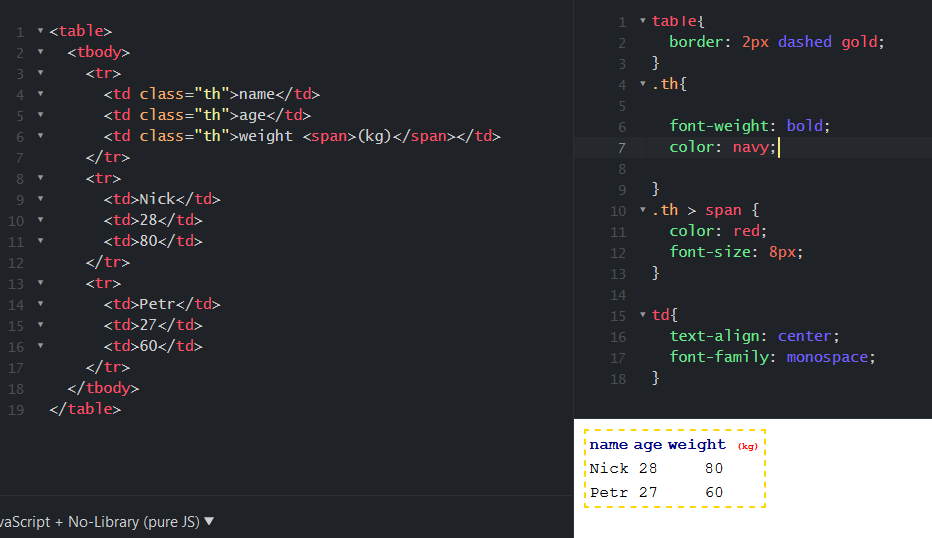 1 <table>
2 <tbody>
3 <tr>
4 <td class="th">name</td>
5 <td class="th">age</td>
6 <td class="th">weight <span>(kg)</span></td>
7 </tr>
8 <tr>
9 <td>Nick</td>
10 <td>28</td>
11 <td>80</td>
12 </tr>
13 <tr>
14 <td>Petr</td>
15 <td>27</td>
16 <td>60</td>
17 </tr>
18 </tbody>
19 </table>
vaScript + No-Library (pure JS) ▼
1 table{
2 border: 2px dashed gold;
3 }
4 .th{
5
6 font-weight: bold;
7 color: navy;
8
9 }
10 .th > span {
11 color: red;
12 font-size: 8px;
13 }
14
15 td{
16 text-align: center;
17 font-family: monospace;
18 }
name age weight (kg)
Nick 28 80
Petr 27 60